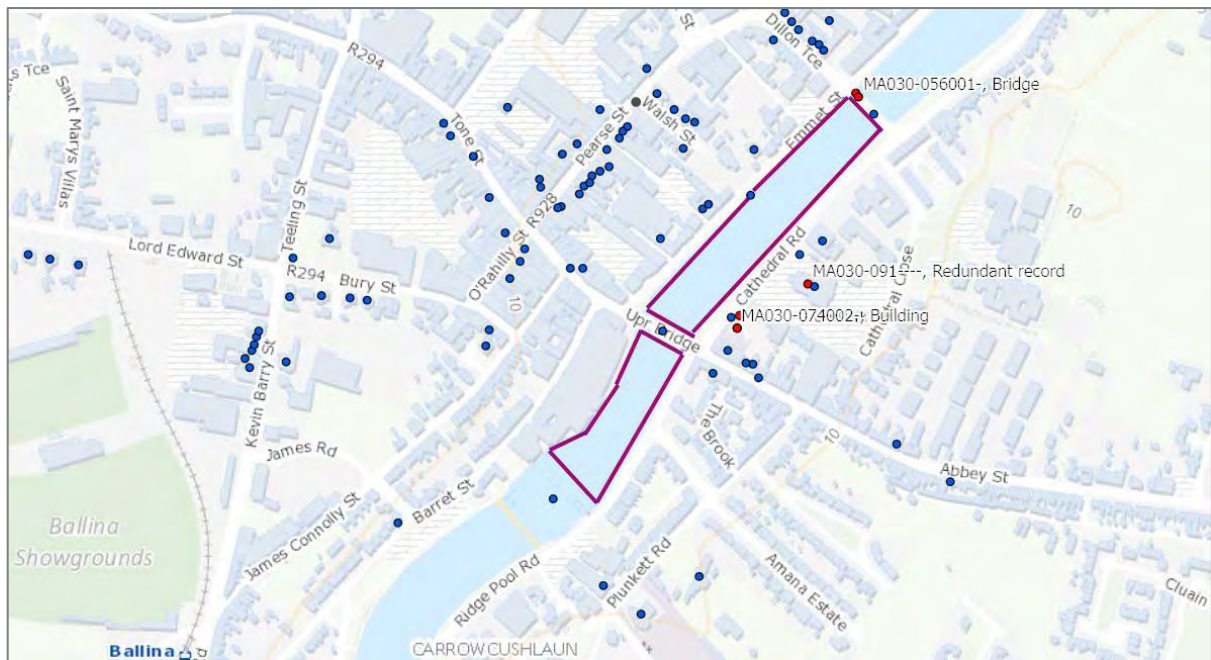 R294
Dillon Tce
MA030-056001-, Bridge
Saint Marys Villas
Tone St
Pearse St
Walsh St
Emmet St
10
Teeling St
R928
Lord Edward St
O'Rahilly St
Cathedral Rd
R294
Bury St
MA030-091----, Redundant record
10
Cathedral Close
Upr Bridge
MA030-074002-, Building
Kevin Barry St
The Brook
10
James Rd
Abbey St
Barret St
Ballina
Showgrounds
James Connolly St
Ridge Pool Rd
Plunkett Rd
Amana Estate
Cluain
Ballina
CARROWCUSHLAUN